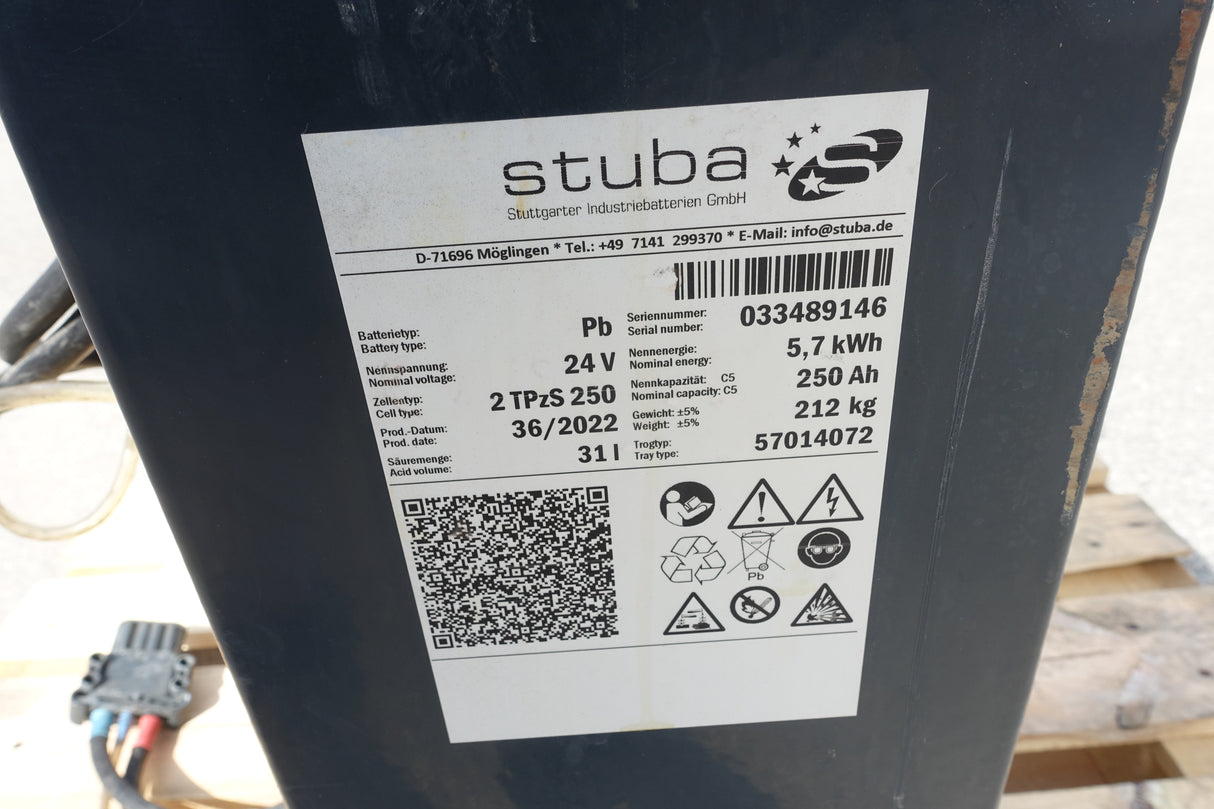 stuba
Stuttgarter Industriebatterien GmbH
D-71696 Möglingen * Tel.: +49 7141 299370 * E-Mail: info@stuba.de
Batterietyp:
Battery type:
Pb
Seriennummer:
Serial number:
033489146
Nennspannung:
Nominal voltage:
24 V
Nennenergie:
Nominal energy:
5,7 kWh
Zellentyp:
Cell type:
2 TPzS 250
Nennkapazität: C5
Nominal capacity: C5
250 Ah
Prod.-Datum:
Prod. date:
36/2022
Gewicht: ±5%
Weight: ±5%
212 kg
Säuremenge:
Acid volume:
31 l
Trogtyp:
Tray type:
57014072
Pb